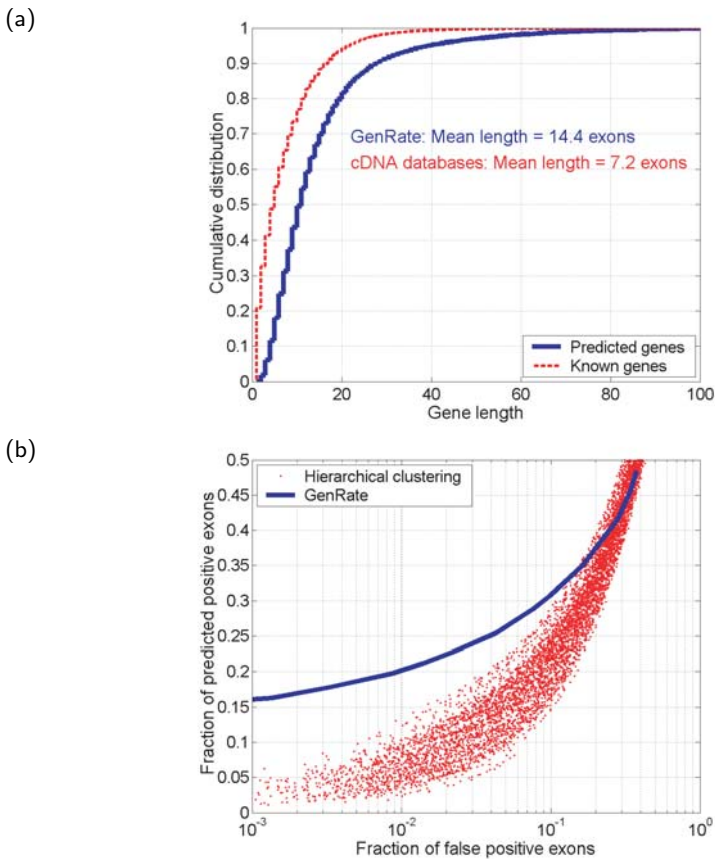 (a)
1
0.9
0.8
0.7
0.6
0.5
0.4
0.3
0.2
0.1
0
Cumulative distribution
GenRate: Mean length = 14.4 exons
cDNA databases: Mean length = 7.2 exons
Predicted genes
Known genes
0 20 40 60 80 100
Gene length
(b)
0.5
0.45
0.4
0.35
0.3
0.25
0.2
0.15
0.1
0.05
0
Fraction of predicted positive exons
Hierarchical clustering
GenRate
10⁻³ 10⁻² 10⁻¹ 10⁰
Fraction of false positive exons